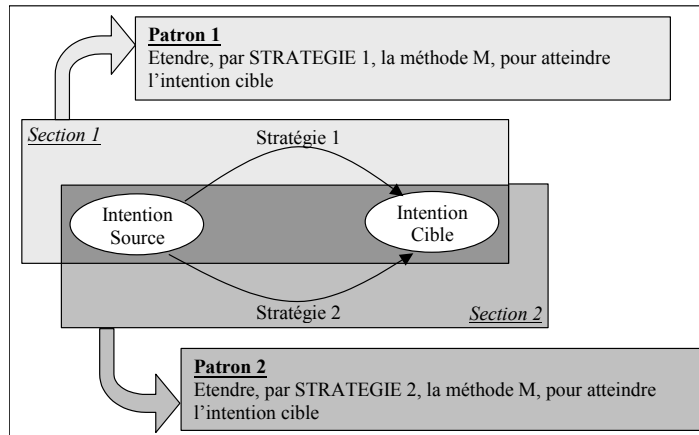 Patron 1
Etendre, par STRATEGIE 1, la méthode M, pour atteindre
l'intention cible
Section 1
Stratégie 1
Intention
Source
Intention
Cible
Stratégie 2
Section 2
Patron 2
Etendre, par STRATEGIE 2, la méthode M, pour atteindre
l'intention cible